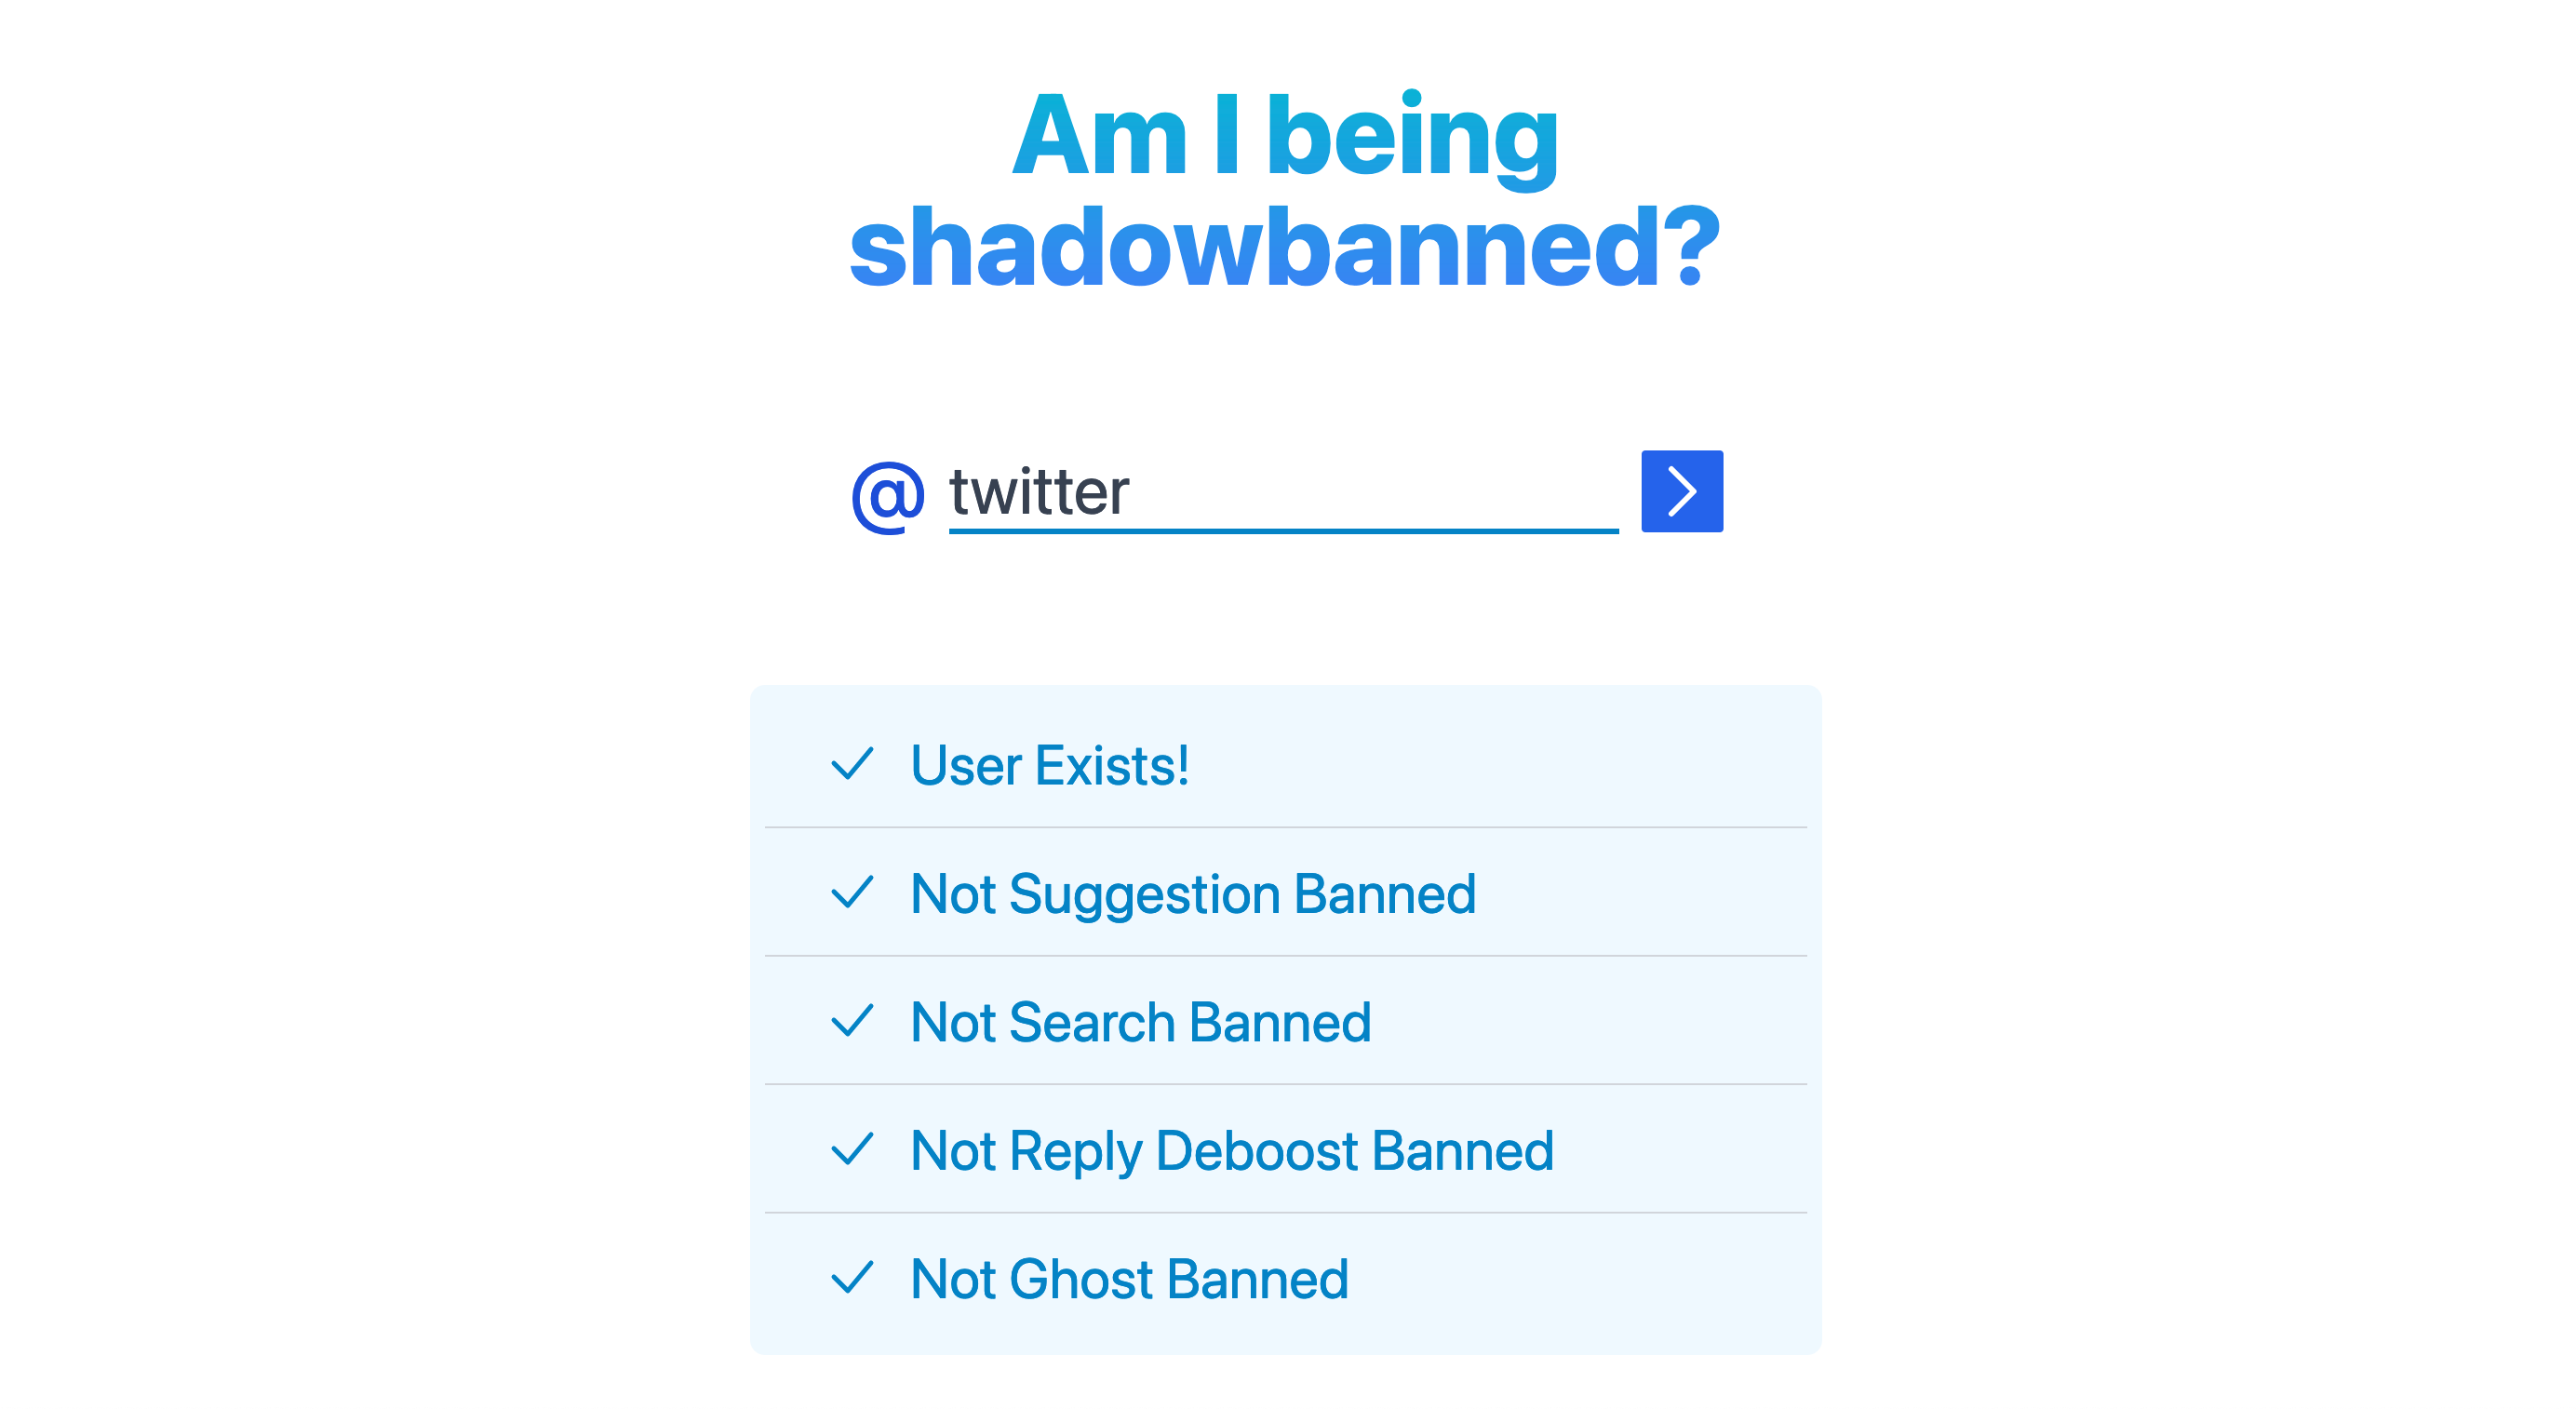 Am I being
shadowbanned?
@ twitter
User Exists!
Not Suggestion Banned
Not Search Banned
Not Reply Deboost Banned
Not Ghost Banned